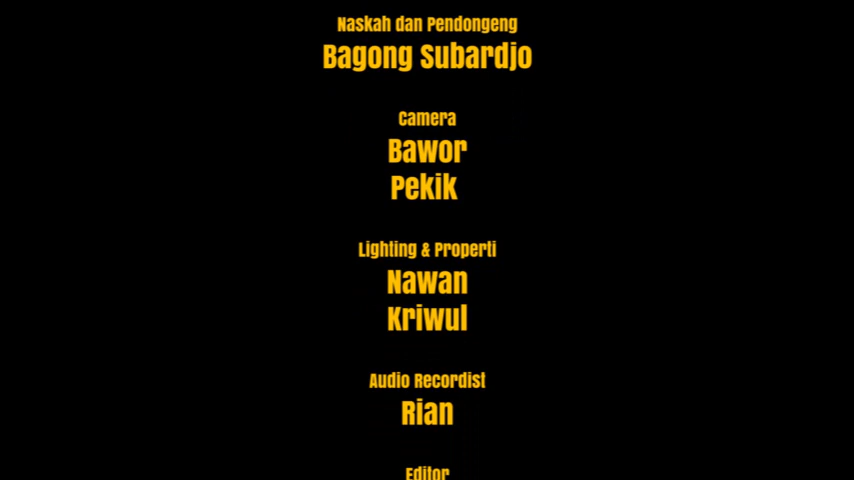 Naskah dan Pendongeng
Bagong Subardjo
Camera
Bawor
Pekik
Lighting & Properti
Nawan
Kriwul
Audio Recordist
Rian
Editor